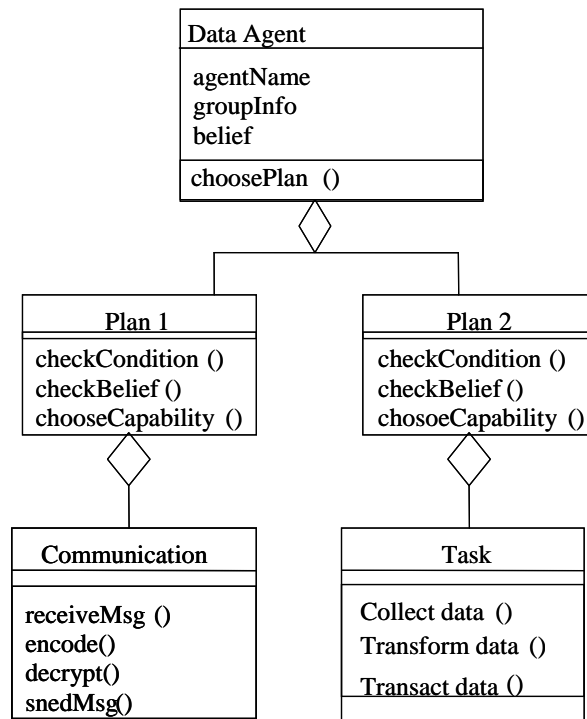 Data Agent
agentName
groupInfo
belief
choosePlan ()
Plan 1
checkCondition ()
checkBelief ()
chooseCapability ()
Plan 2
checkCondition ()
checkBelief ()
chosoeCapability ()
Communication
receiveMsg ()
encode()
decrypt()
snedMsg()
Task
Collect data ()
Transform data ()
Transact data ()